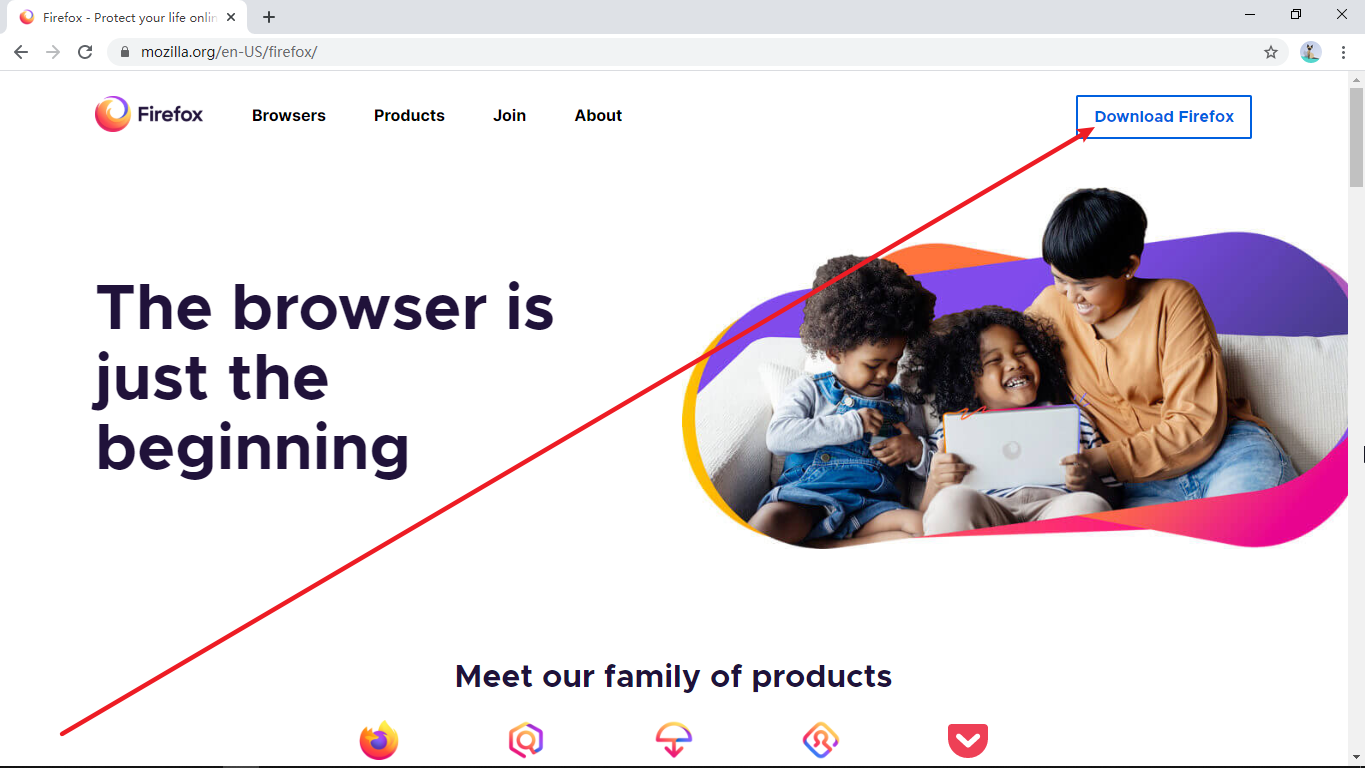 Firefox - Protect your life onlin
mozilla.org/en-US/firefox/
Firefox
Browsers
Products
Join
About
Download Firefox
The browser is
just the
beginning
Meet our family of products